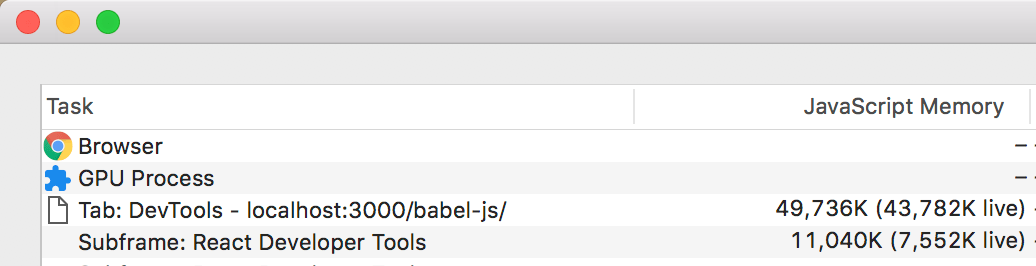 Task JavaScript Memory
Browser –
GPU Process –
Tab: DevTools - localhost:3000/babel-js/ 49,736K (43,782K live)
Subframe: React Developer Tools 11,040K (7,552K live)